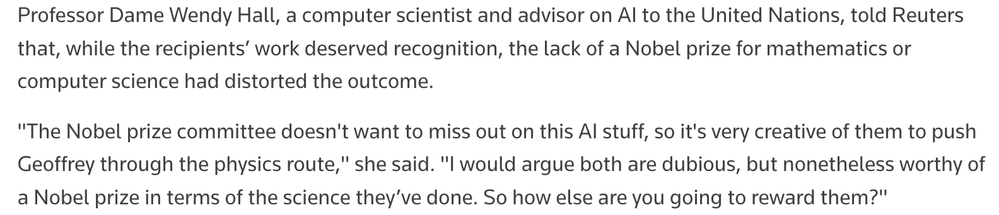 Professor Dame Wendy Hall, a computer scientist and advisor on AI to the United Nations, told Reuters
that, while the recipients’ work deserved recognition, the lack of a Nobel prize for mathematics or
computer science had distorted the outcome.
"The Nobel prize committee doesn't want to miss out on this AI stuff, so it's very creative of them to push
Geoffrey through the physics route," she said. "I would argue both are dubious, but nonetheless worthy of
a Nobel prize in terms of the science they’ve done. So how else are you going to reward them?"